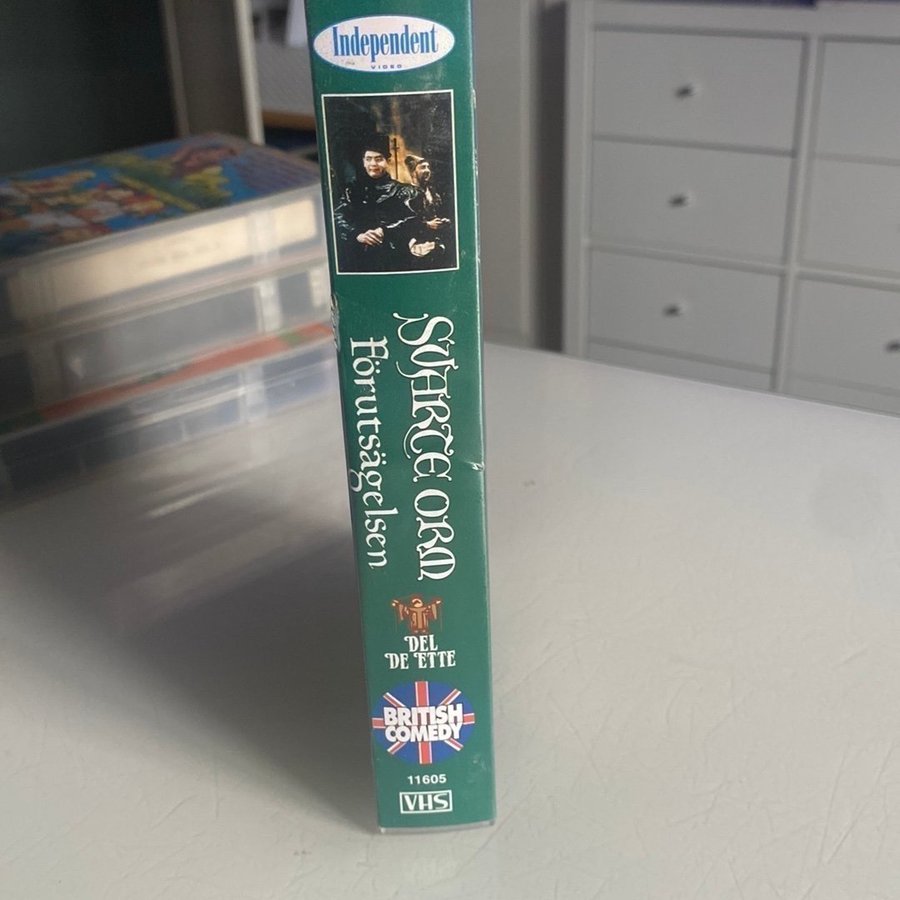 Independent
VIDEO
SVARTE ORM
Förutsägelsen
DEL
DE ETTE
BRITISH
COMEDY
11605
VHS